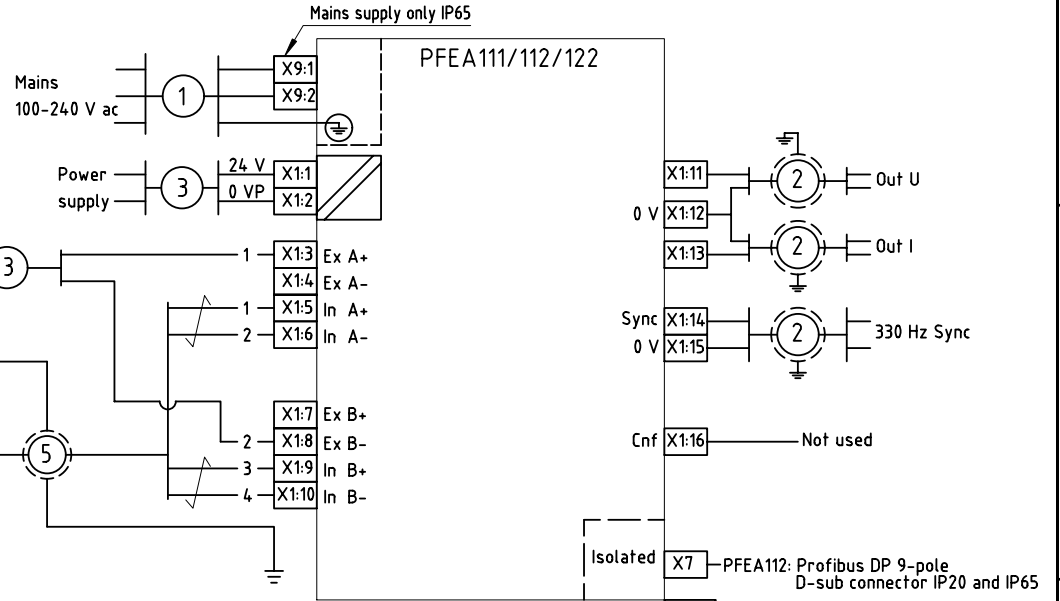 Mains supply only IP65
PFEA111/112/122
Mains
100-240 V ac
1
X9:1
X9:2
Power
supply
3
24 V
0 VP
X1:1
X1:2
3
1
X1:3 Ex A+
X1:4 Ex A-
1
X1:5 In A+
2
X1:6 In A-
X1:7 Ex B+
2
X1:8 Ex B-
3
X1:9 In B+
4
X1:10 In B-
5
X1:11
2
Out U
0 V X1:12
X1:13
2
Out I
Sync X1:14
0 V X1:15
2
330 Hz Sync
Cnf X1:16
Not used
Isolated
X7
PFEA112: Profibus DP 9-pole
D-sub connector IP20 and IP65